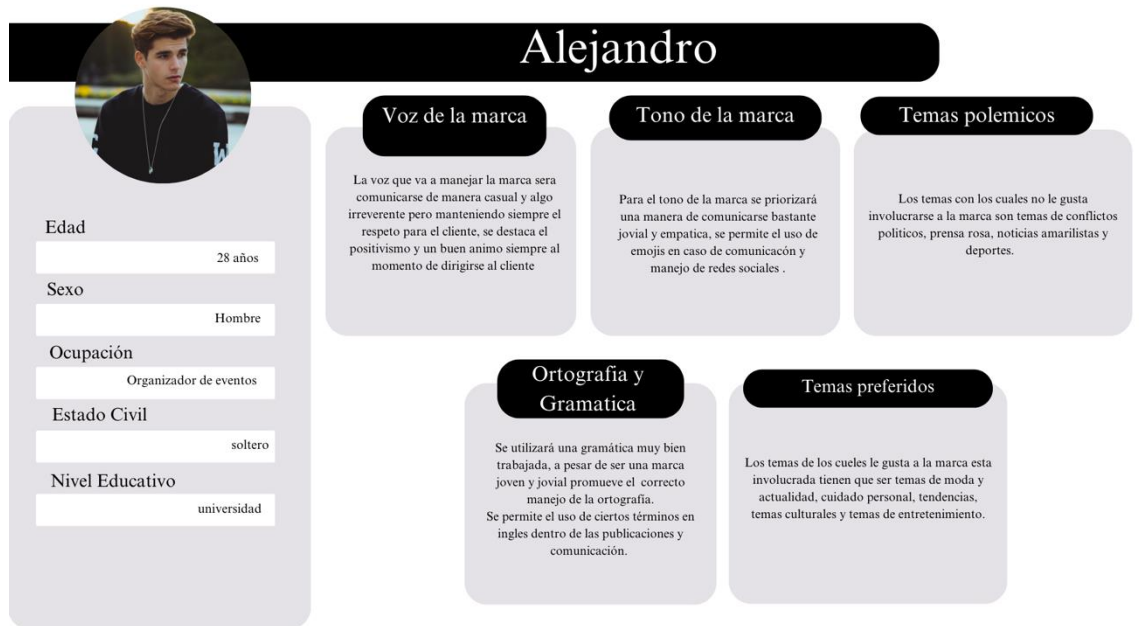 Alejandro
Edad
28 años
Sexo
Hombre
Ocupación
Organizador de eventos
Estado Civil
soltero
Nivel Educativo
universidad
Voz de la marca
La voz que va a manejar la marca sera
comunicarse de manera casual y algo
irreverente pero manteniendo siempre el
respeto para el cliente, se destaca el
positivismo y un buen animo siempre al
momento de dirigirse al cliente
Tono de la marca
Para el tono de la marca se priorizará
una manera de comunicarse bastante
jovial y empatica, se permite el uso de
emojis en caso de comunicacón y
manejo de redes sociales .
Temas polemicos
Los temas con los cuales no le gusta
involucrarse a la marca son temas de conflictos
politicos, prensa rosa, noticias amarilistas y
deportes.
Ortografia y
Gramatica
Se utilizará una gramática muy bien
trabajada, a pesar de ser una marca
joven y jovial promueve el correcto
manejo de la ortografía.
Se permite el uso de ciertos términos en
ingles dentro de las publicaciones y
comunicación.
Temas preferidos
Los temas de los cueles le gusta a la marca esta
involucrada tienen que ser temas de moda y
actualidad, cuidado personal, tendencias,
temas culturales y temas de entretenimiento.